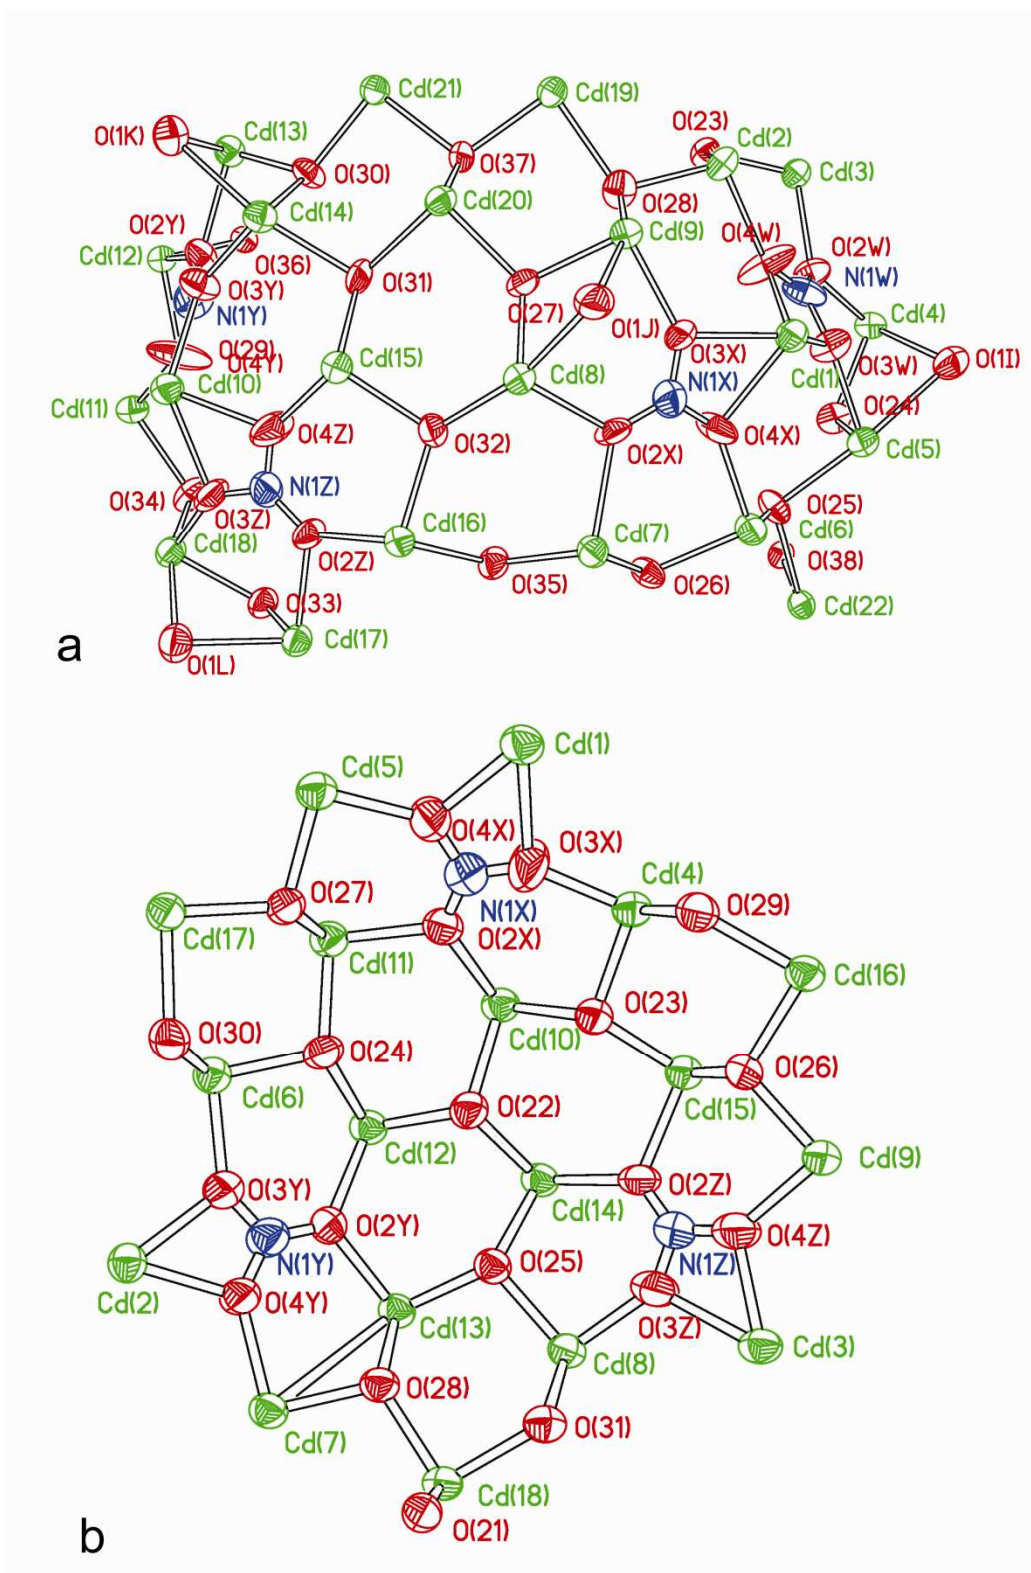 Cd(21)
Cd(19)
O(1K)
Cd(13)
O(23)
Cd(2)
O(30)
O(37)
Cd(3)
Cd(14)
Cd(20)
O(28)
O(2Y)
Cd(9)
O(4W)
O(2W)
Cd(12)
O(36)
O(31)
N(1W)
O(3Y)
O(27)
O(1J)
Cd(4)
N(1Y)
O(3X)
O(29)
O(4Y)
Cd(15)
Cd(8)
N(1X)
Cd(1)
O(3W)
O(1I)
Cd(10)
Cd(11)
O(24)
O(4Z)
O(32)
O(2X)
O(4X)
Cd(5)
N(1Z)
O(34)
O(3Z)
O(25)
Cd(16)
Cd(7)
Cd(6)
Cd(18)
O(2Z)
O(38)
O(35)
O(26)
O(33)
Cd(22)
Cd(17)
a
O(1L)
Cd(1)
Cd(5)
O(4X)
O(3X)
O(27)
Cd(4)
N(1X)
O(29)
Cd(17)
O(2X)
Cd(11)
Cd(16)
O(23)
O(30)
Cd(10)
O(24)
O(26)
Cd(6)
Cd(15)
O(22)
Cd(12)
Cd(9)
O(2Z)
O(3Y)
Cd(14)
O(2Y)
O(4Z)
N(1Y)
O(25)
N(1Z)
Cd(2)
O(4Y)
O(3Z)
Cd(13)
Cd(8)
Cd(3)
O(28)
O(31)
Cd(7)
Cd(18)
O(21)
b